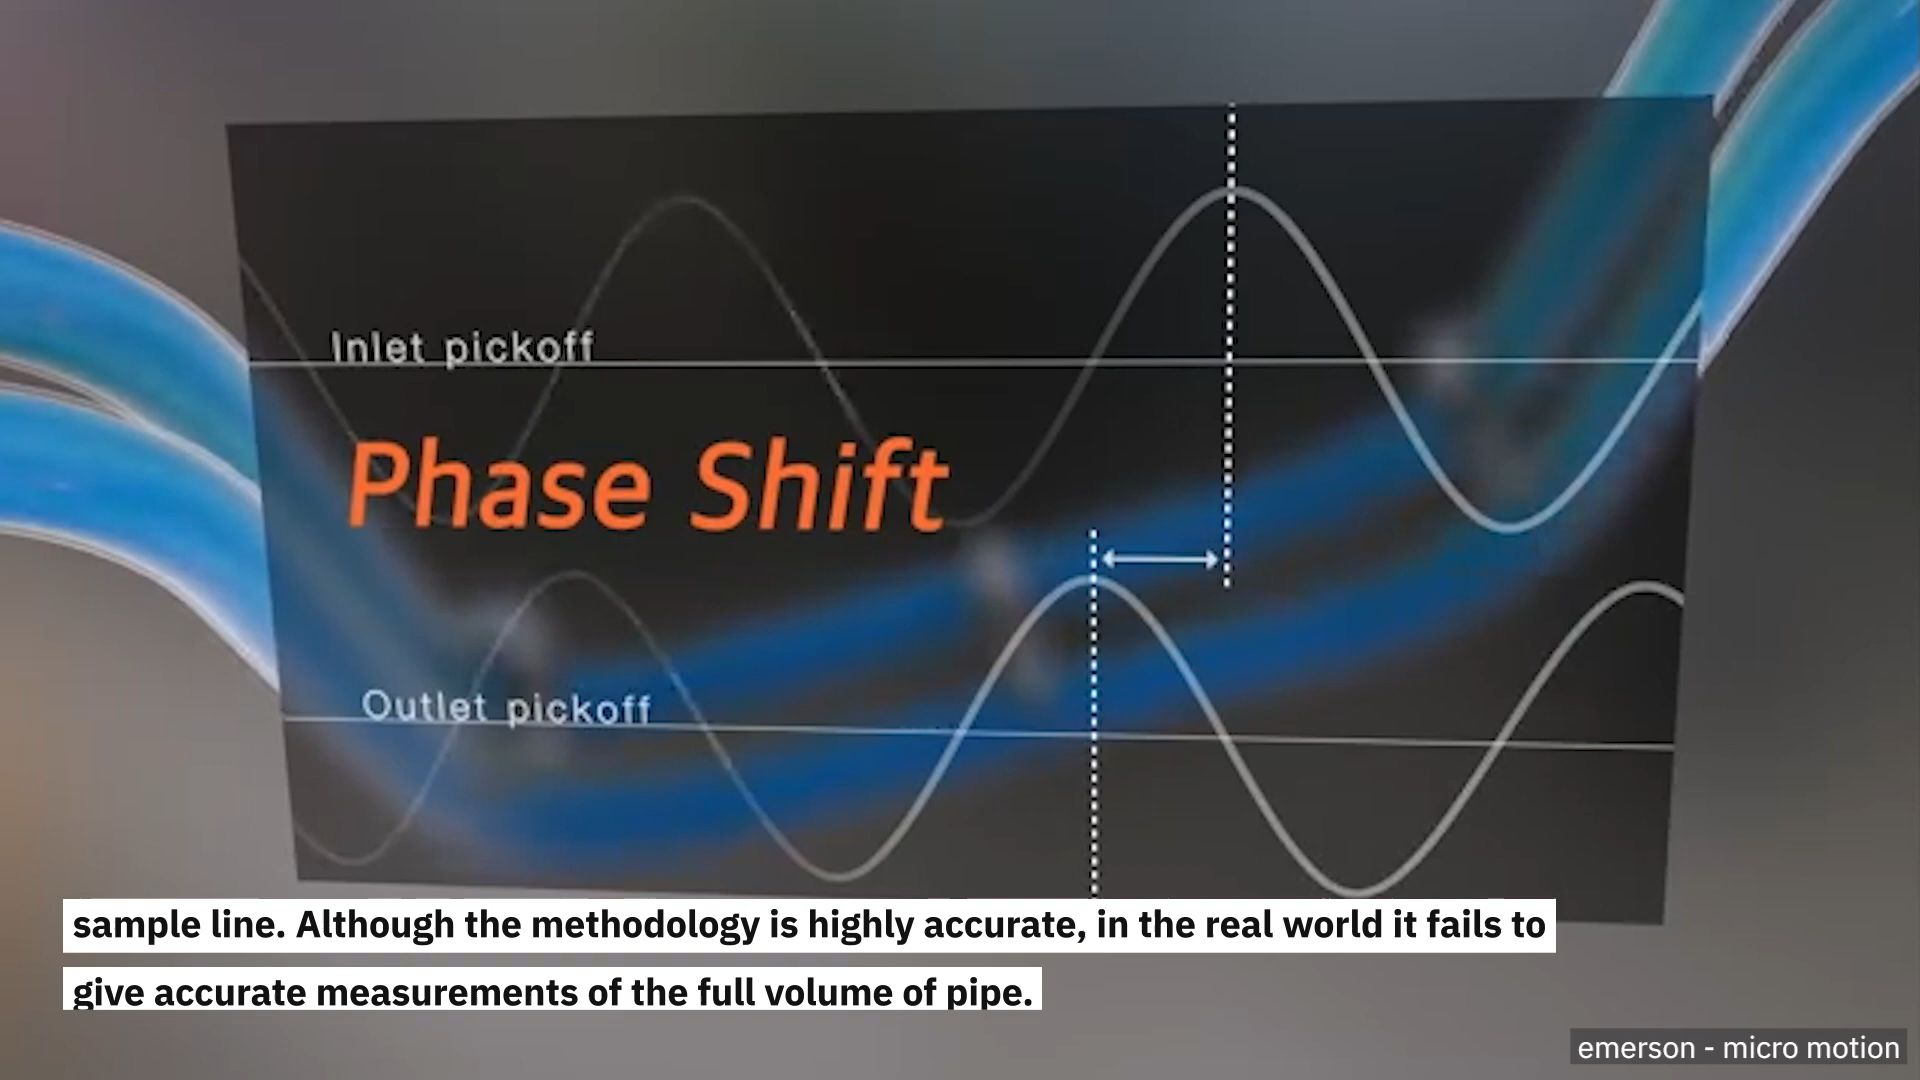 Inlet pickoff
Phase Shift
Outlet pickoff
sample line. Although the methodology is highly accurate, in the real world it fails to
give accurate measurements of the full volume of pipe.
emerson - micro motion